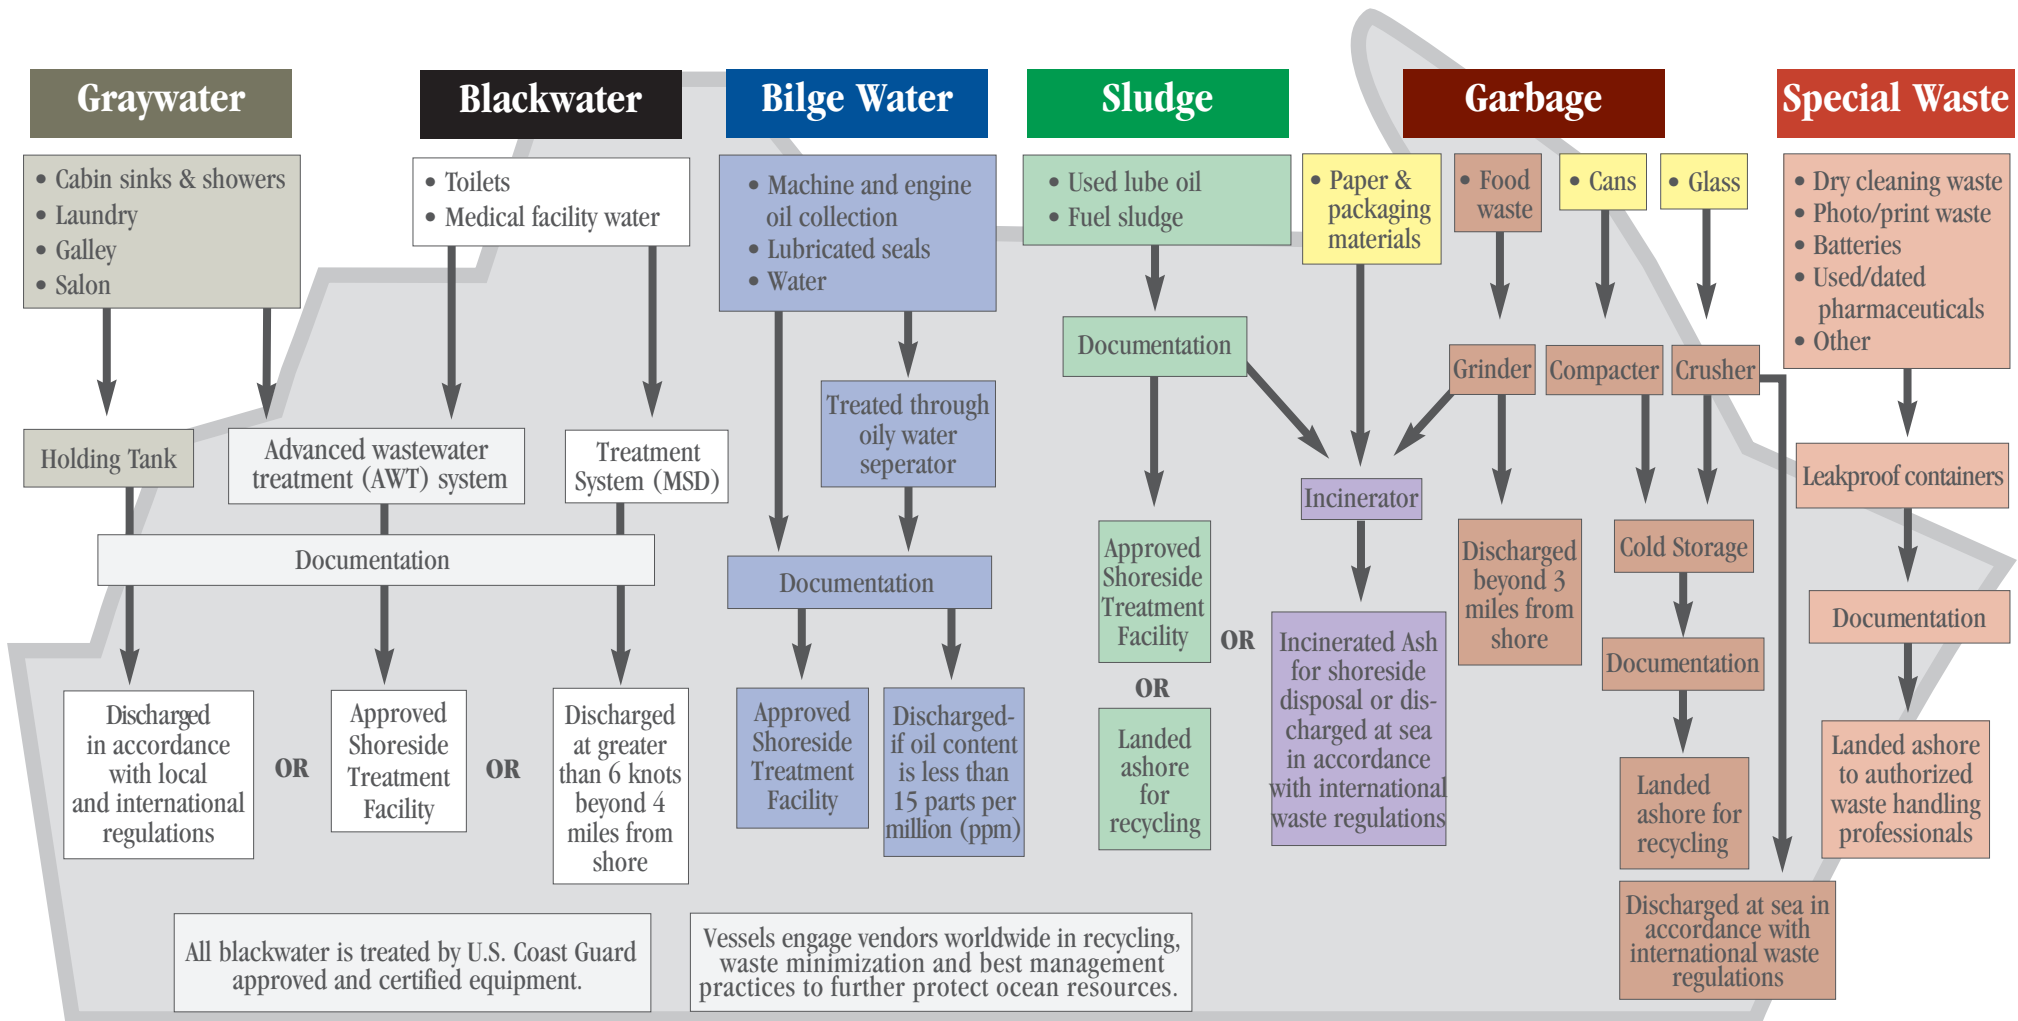 Graywater
Blackwater
Bilge Water
Sludge
Garbage
Special Waste
• Cabin sinks & showers
• Laundry
• Galley
• Salon
• Toilets
• Medical facility water
• Machine and engine
oil collection
• Lubricated seals
• Water
• Used lube oil
• Fuel sludge
• Paper &
packaging
materials
• Food
waste
• Cans
• Glass
• Dry cleaning waste
• Photo/print waste
• Batteries
• Used/dated
pharmaceuticals
• Other
Holding Tank
Advanced wastewater
treatment (AWT) system
Treatment
System (MSD)
Documentation
Discharged
in accordance
with local
and international
regulations
OR
Approved
Shoreside
Treatment
Facility
OR
Discharged
at greater
than 6 knots
beyond 4
miles from
shore
Treated through
oily water
seperator
Documentation
Approved
Shoreside
Treatment
Facility
Discharged-
if oil content
is less than
15 parts per
million (ppm)
Documentation
Approved
Shoreside
Treatment
Facility
OR
OR
Landed
ashore
for
recycling
Incinerator
Incinerated Ash
for shoreside
disposal or dis-
charged at sea
in accordance
with international
waste regulations
Grinder
Compacter
Crusher
Discharged
beyond 3
miles from
shore
Cold Storage
Documentation
Landed
ashore for
recycling
Discharged at sea in
accordance with
international waste
regulations
Leakproof containers
Documentation
Landed ashore
to authorized
waste handling
professionals
All blackwater is treated by U.S. Coast Guard
approved and certified equipment.
Vessels engage vendors worldwide in recycling,
waste minimization and best management
practices to further protect ocean resources.